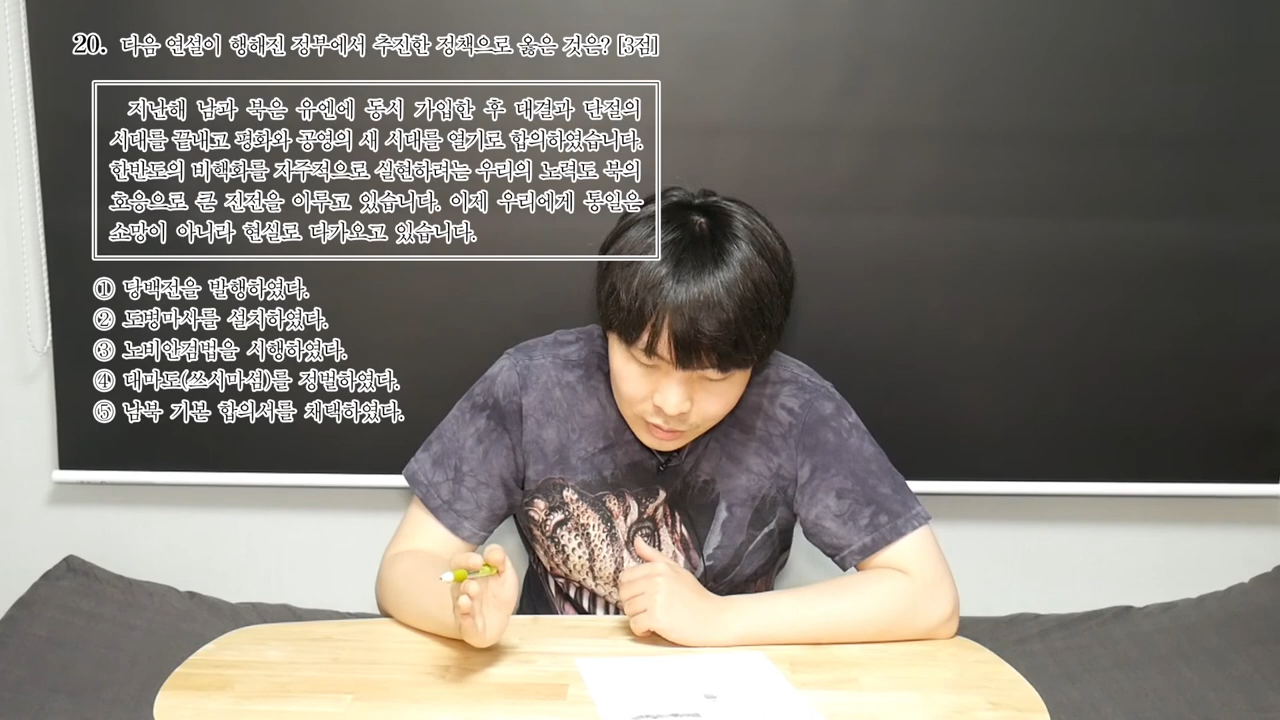 20. 다음 연설이 행해진 정부에서 추진한 정책으로 옳은 것은? [3점]
지난해 남과 북은 유엔에 동시 가입한 후 대결과 단절의
시대를 끝내고 평화와 공영의 새 시대를 열기로 합의하였습니다.
한반도의 비핵화를 자주적으로 실현하려는 우리의 노력도 북의
호응으로 큰 진전을 이루고 있습니다. 이제 우리에게 통일은
소망이 아니라 현실로 다가오고 있습니다.
① 당백전을 발행하였다.
② 도병마사를 설치하였다.
③ 노비안검법을 시행하였다.
④ 대마도(쓰시마섬)를 정벌하였다.
⑤ 남북 기본 합의서를 채택하였다.